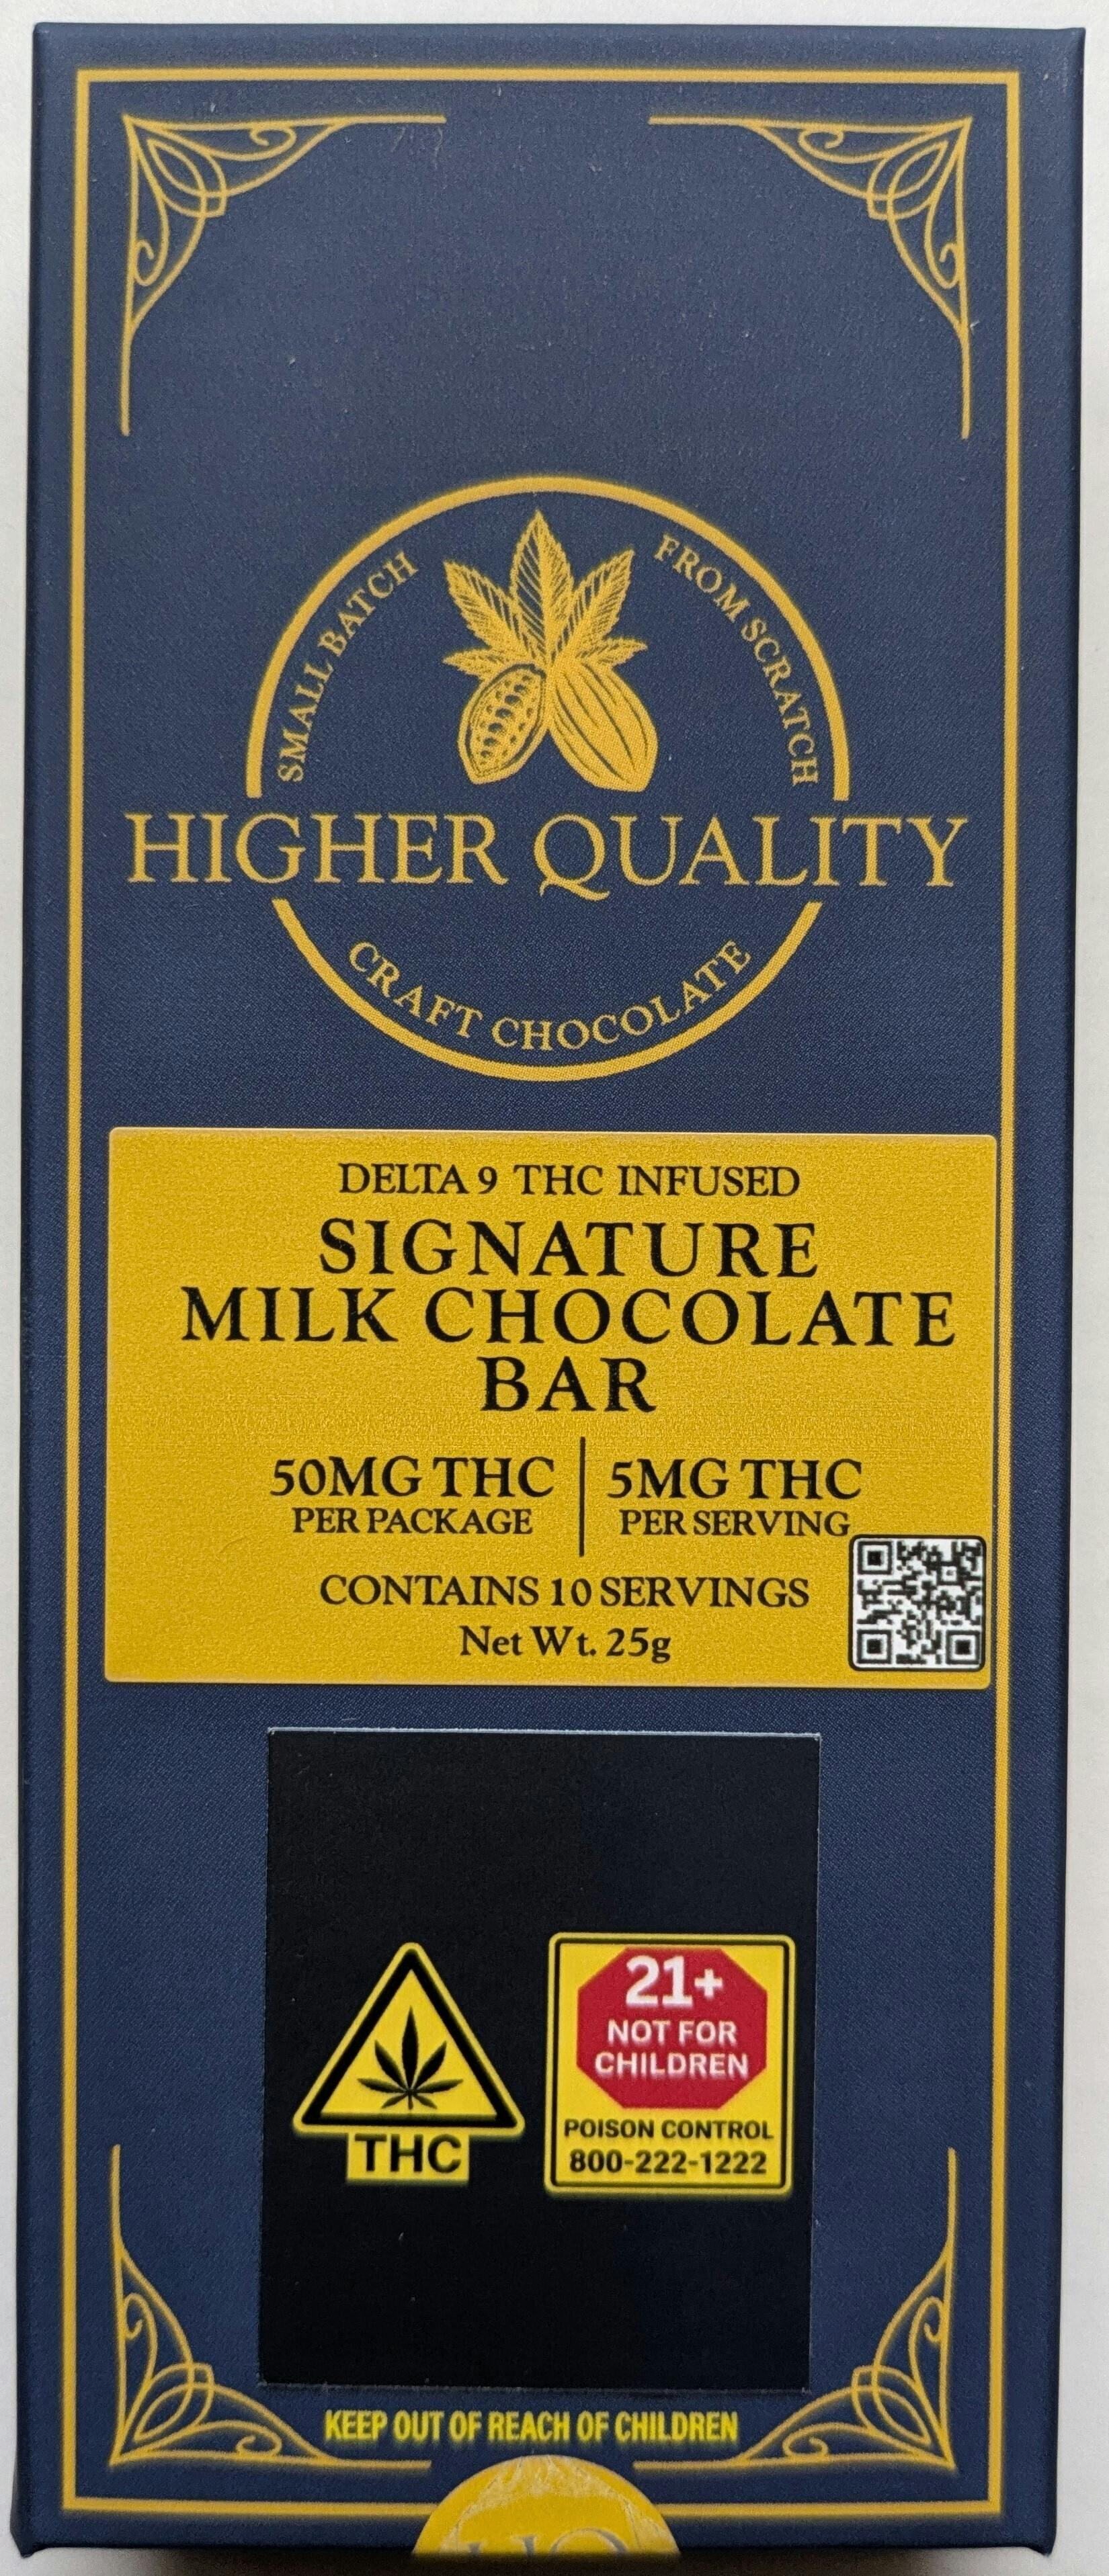 SMALL BATCH
FROM SCRATCH
HIGHER QUALITY
CRAFT CHOCOLATE
DELTA 9 THC INFUSED
SIGNATURE
MILK CHOCOLATE
BAR
50MG THC
PER PACKAGE
5MG THC
PER SERVING
CONTAINS 10 SERVINGS
Net Wt. 25g
THC
21+
NOT FOR
CHILDREN
POISON CONTROL
800-222-1222
KEEP OUT OF REACH OF CHILDREN